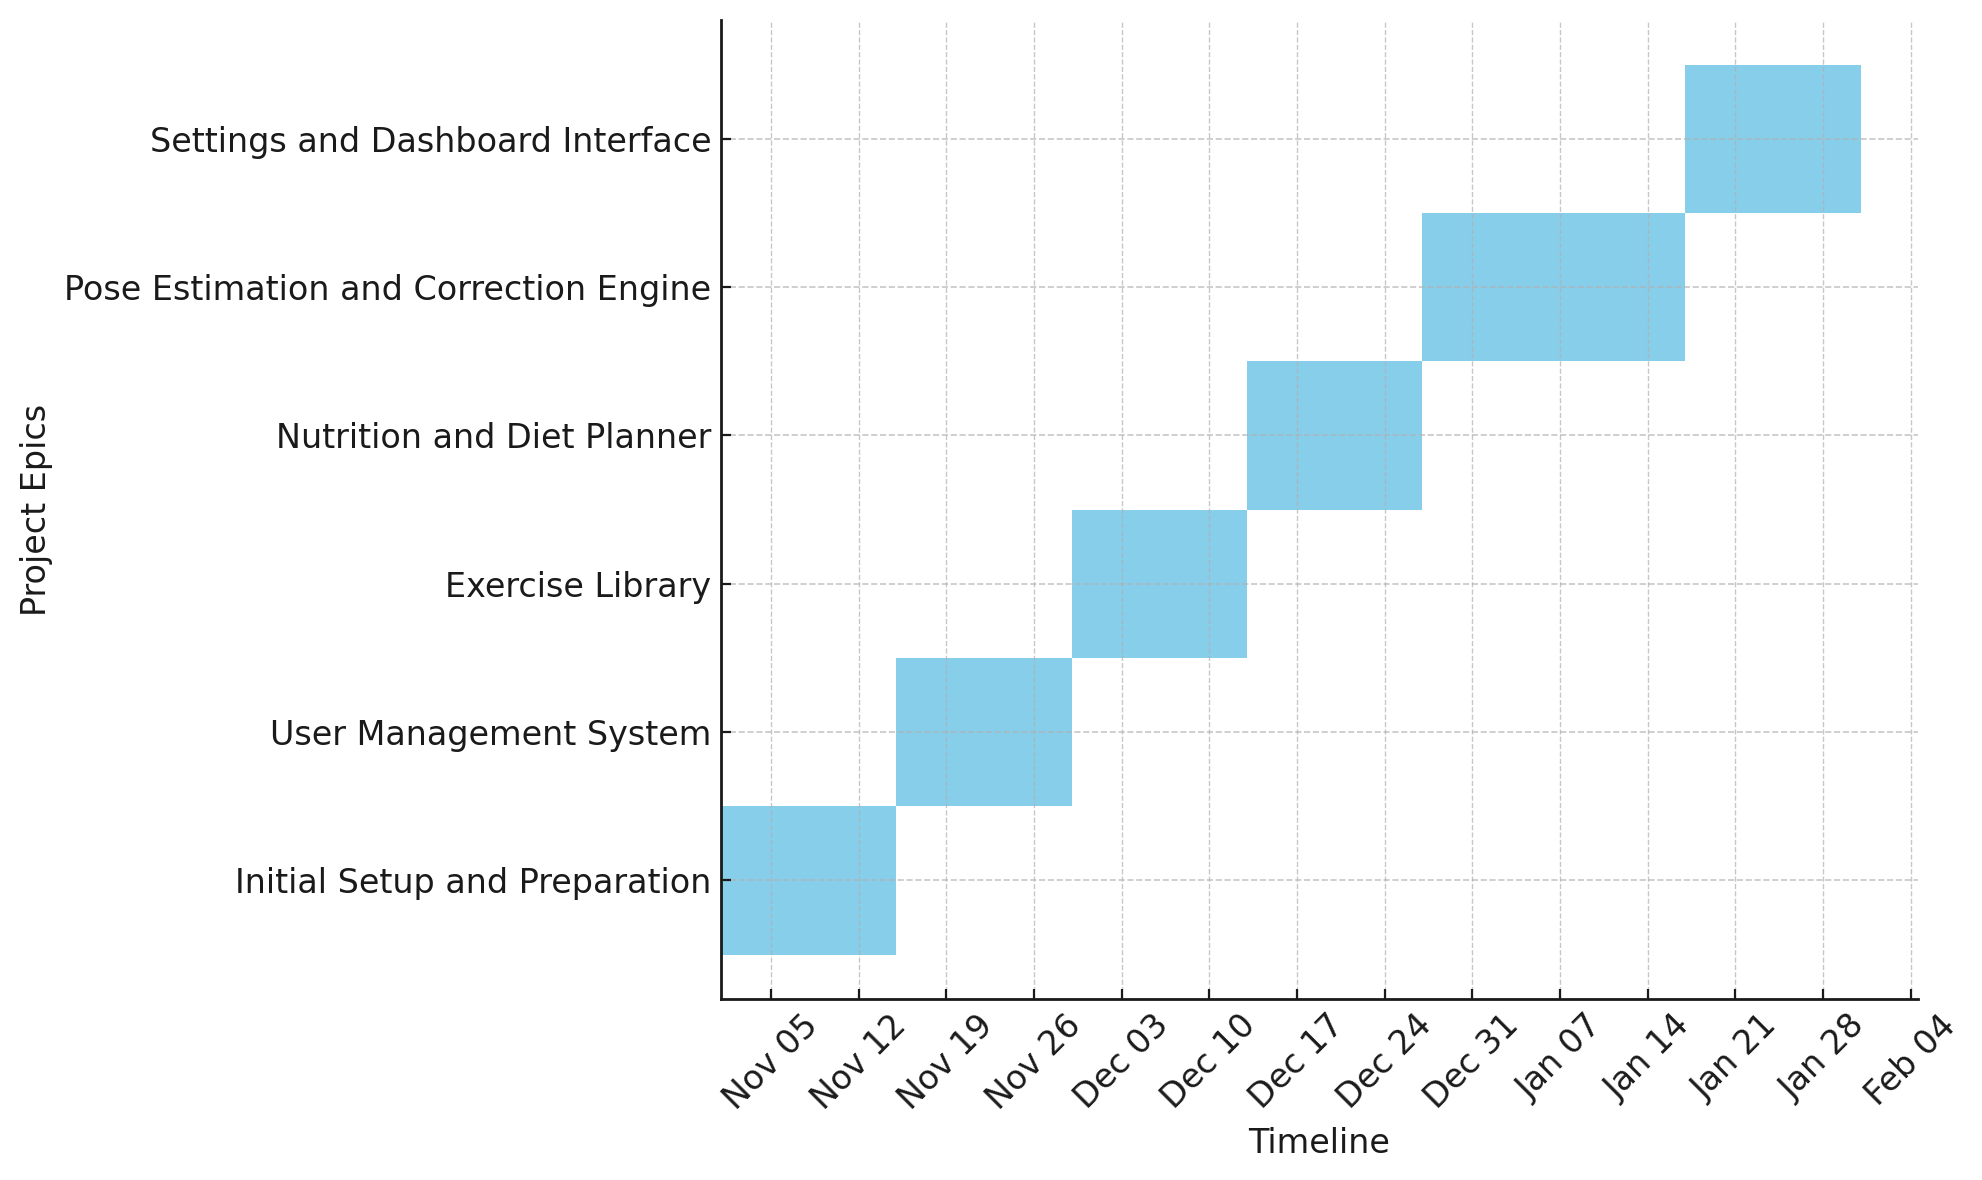 Settings and Dashboard Interface
Pose Estimation and Correction Engine
Nutrition and Diet Planner
Exercise Library
User Management System
Initial Setup and Preparation
Project Epics
Nov 05
Nov 12
Nov 19
Nov 26
Dec 03
Dec 10
Dec 17
Dec 24
Dec 31
Jan 07
Jan 14
Jan 21
Jan 28
Feb 04
Timeline